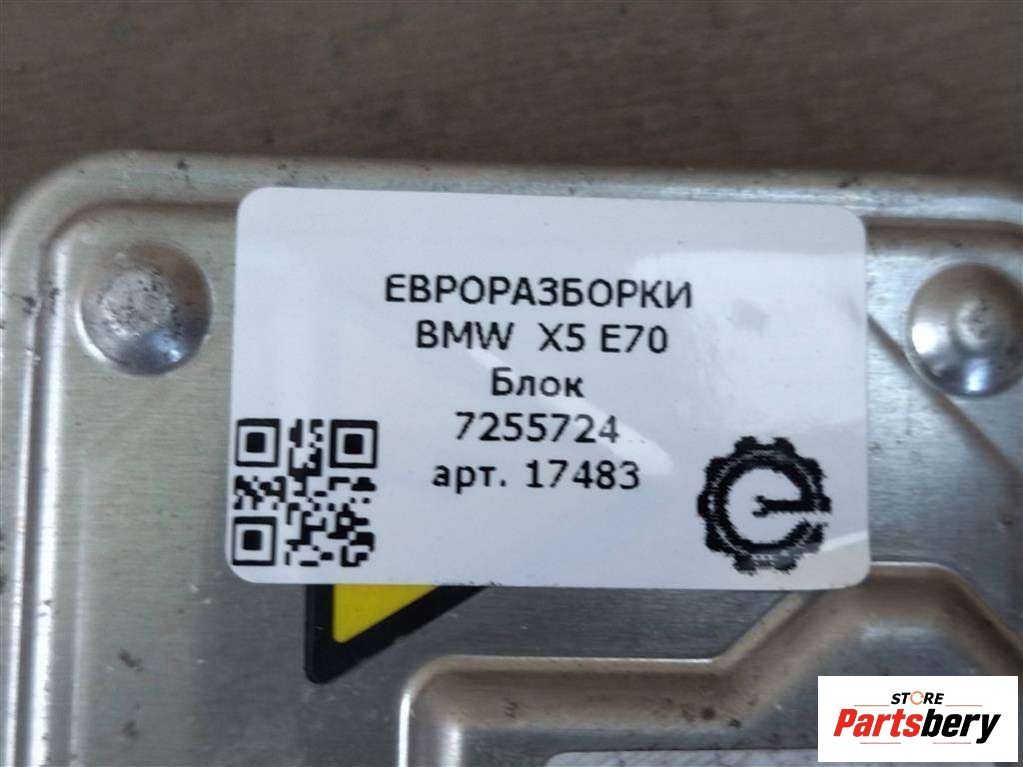 ЕВРОРАЗБОРКИ
BMW X5 E70
Блок
7255724
арт. 17483
STORE
Partsbery